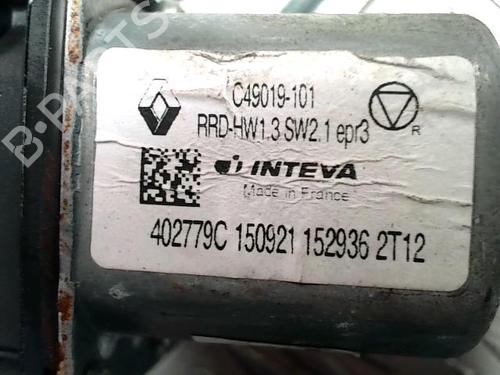 C49019-101
RRD-HW1.3 SW2.1 epr3
R
INTEVA
Made in France
402779C 150921 152936 2T12
B-PARTS